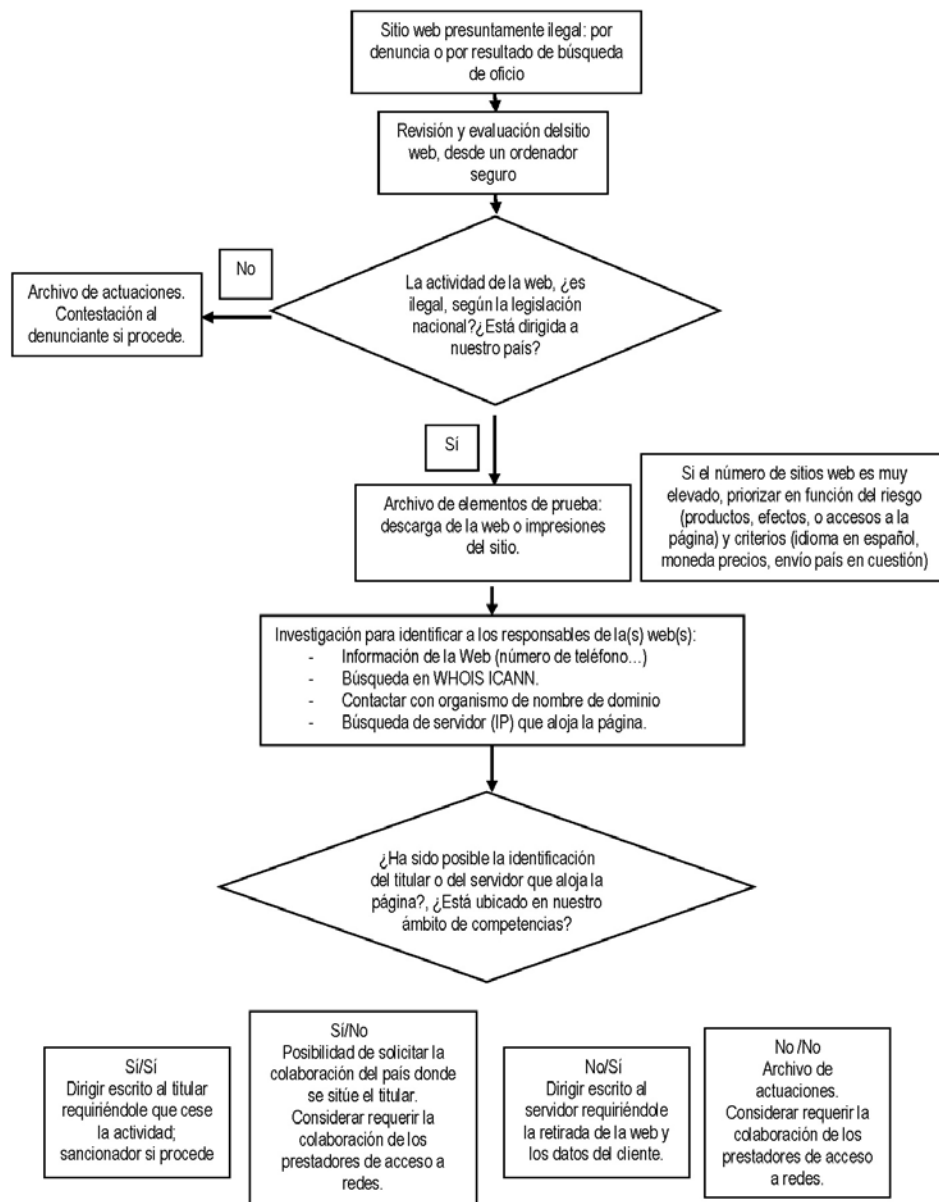 Sitio web presuntamente ilegal: por
denuncia o por resultado de búsqueda
de oficio
Revisión y evaluación delsitio
web, desde un ordenador
seguro
No
La actividad de la web, ¿es
ilegal, según la legislación
nacional?¿Está dirigida a
nuestro país?
Archivo de actuaciones.
Contestación al
denunciante si procede.
Sí
Archivo de elementos de prueba:
descarga de la web o impresiones
del sitio.
Si el número de sitios web es muy
elevado, priorizar en función del riesgo
(productos, efectos, o accesos a la
página) y criterios (idioma en español,
moneda precios, envío país en cuestión)
Investigación para identificar a los responsables de la(s) web(s):
- Información de la Web (número de teléfono...)
- Búsqueda en WHOIS ICANN.
- Contactar con organismo de nombre de dominio
- Búsqueda de servidor (IP) que aloja la página.
¿Ha sido posible la identificación
del titular o del servidor que aloja la
página?, ¿Está ubicado en nuestro
ámbito de competencias?
Sí/Sí
Dirigir escrito al titular
requiriéndole que cese
la actividad;
sancionador si procede
Sí/No
Posibilidad de solicitar la
colaboración del país donde
se sitúe el titular.
Considerar requerir la
colaboración de los
prestadores de acceso a
redes.
No/Sí
Dirigir escrito al
servidor requiriéndole
la retirada de la web y
los datos del cliente.
No /No
Archivo de
actuaciones.
Considerar requerir la
colaboración de los
prestadores de acceso
a redes.